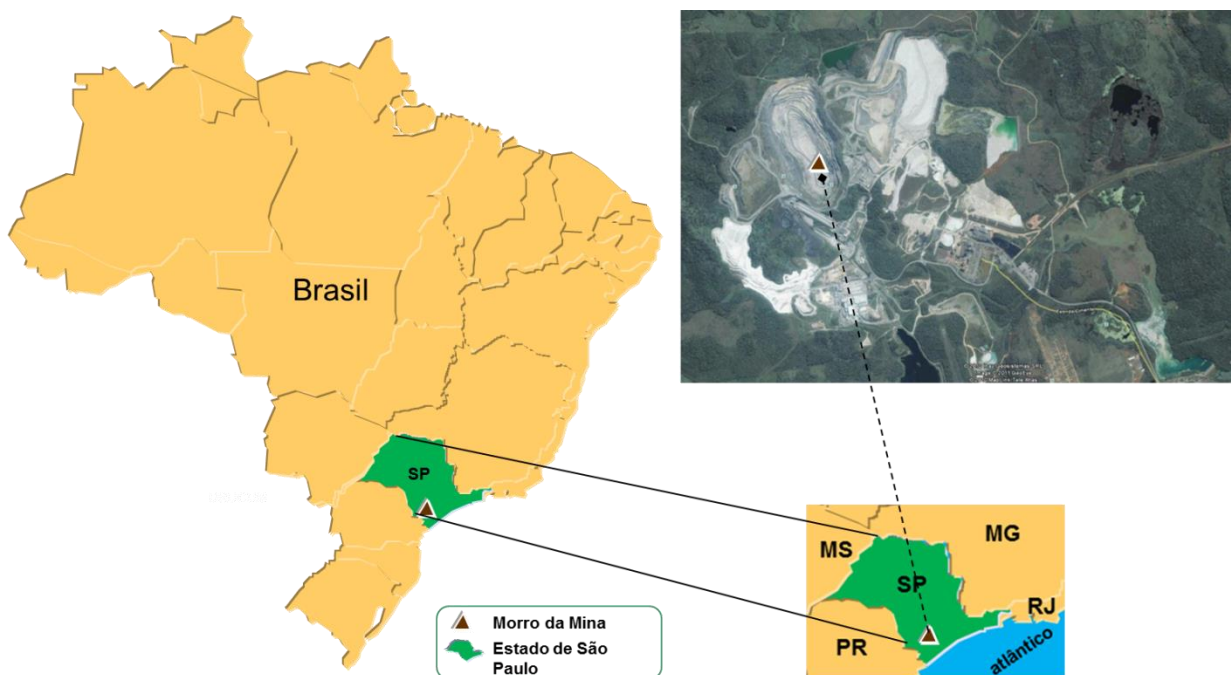 Brasil
SP
MS
MG
SP
RJ
PR
atlântico
Morro da Mina
Estado de São
Paulo